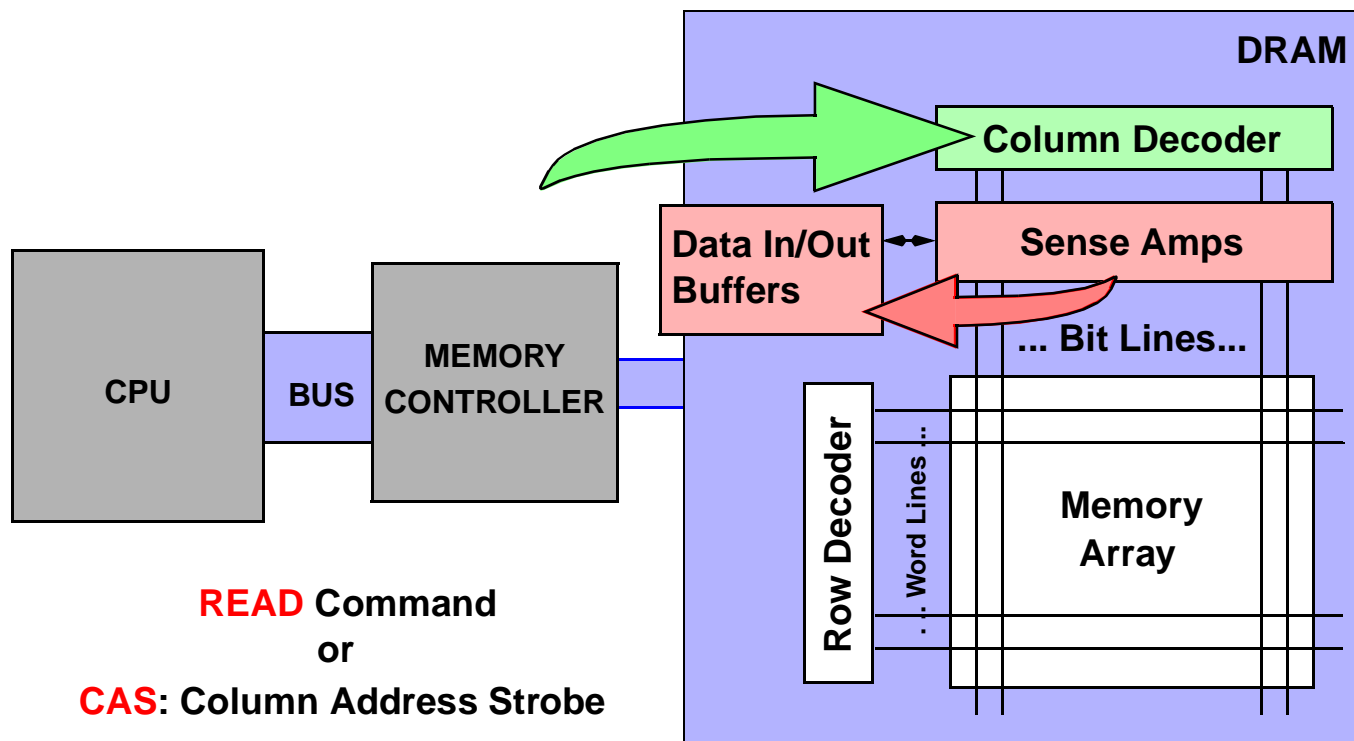 DRAM
Column Decoder
Data In/Out
Buffers
Sense Amps
... Bit Lines...
CPU
BUS
MEMORY
CONTROLLER
Row Decoder
. .. Word Lines ...
Memory
Array
READ Command
or
CAS: Column Address Strobe